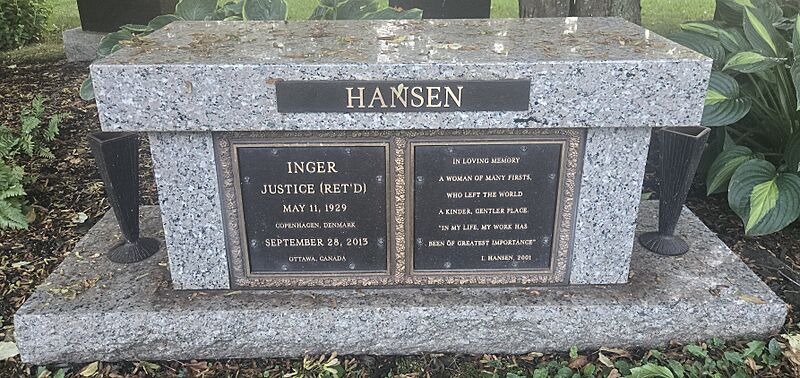 HANSEN
INGER
JUSTICE (RET'D)
MAY 11, 1929
COPENHAGEN, DENMARK
SEPTEMBER 28, 2013
OTTAWA, CANADA
IN LOVING MEMORY
A WOMAN OF MANY FIRSTS,
WHO LEFT THE WORLD
A KINDER, GENTLER PLACE.
"IN MY LIFE, MY WORK HAS
BEEN OF GREATEST IMPORTANCE"
I. HANSEN, 2001